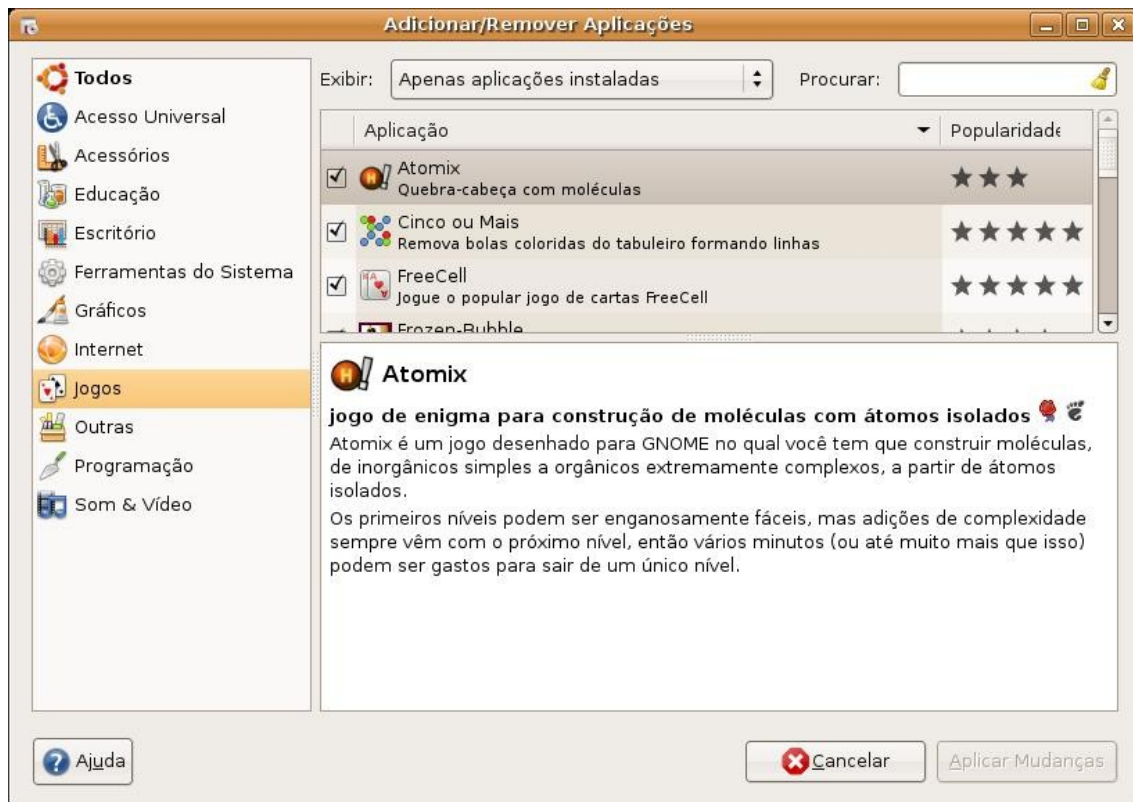 Adicionar/Remover Aplicações
Todos
Acesso Universal
Acessórios
Educação
Escritório
Ferramentas do Sistema
Gráficos
Internet
Jogos
Outras
Programação
Som & Vídeo
Exibir: Apenas aplicações instaladas Procurar:
Aplicação Popularidade
Atomix
Quebra-cabeça com moléculas
Cinco ou Mais
Remova bolas coloridas do tabuleiro formando linhas
FreeCell
Jogue o popular jogo de cartas FreeCell
Frozen-Bubble
Atomix
jogo de enigma para construção de moléculas com átomos isolados
Atomix é um jogo desenhado para GNOME no qual você tem que construir moléculas,
de inorgânicos simples a orgânicos extremamente complexos, a partir de átomos
isolados.
Os primeiros níveis podem ser enganosamente fáceis, mas adições de complexidade
sempre vêm com o próximo nível, então vários minutos (ou até muito mais que isso)
podem ser gastos para sair de um único nível.
Ajuda Cancelar Aplicar Mudanças